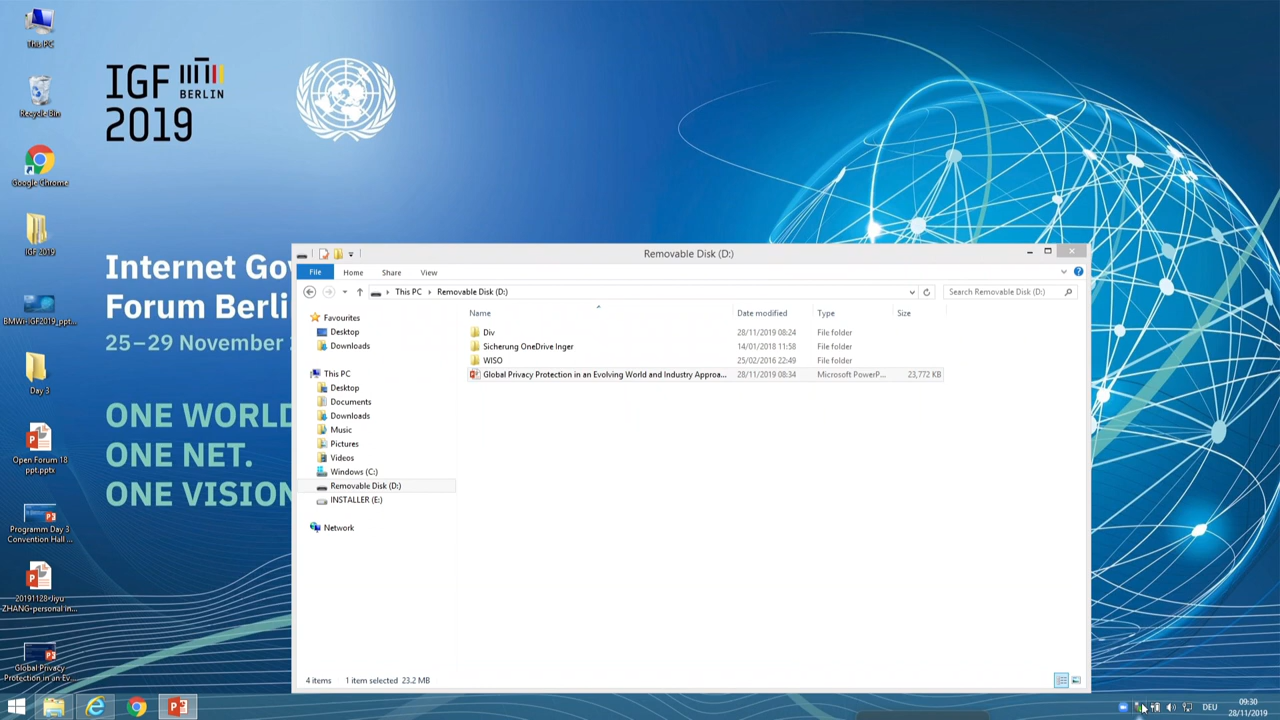 This PC
Recycle Bin
Google Chrome
IGF 2019
BMWi-IGF2019_ppt...
Day 3
Open Forum 18
ppt.pptx
Programm Day 3
Convention Hall ...
20191128-Jiyu
ZHANG-personal in...
Global Privacy
Protection in an Ev...
IGF
BERLIN
2019
Internet Go
Forum Berli
25–29 November
ONE WORLD
ONE NET.
ONE VISION
Removable Disk (D:)
File Home Share View
This PC Removable Disk (D:)
Search Removable Disk (D:)
Favourites
Desktop
Downloads
This PC
Desktop
Documents
Downloads
Music
Pictures
Videos
Windows (C:)
Removable Disk (D:)
INSTALLER (E:)
Network
Name Date modified Type Size
Div 28/11/2019 08:24 File folder
Sicherung OneDrive Inger 14/01/2018 11:58 File folder
WISO 25/02/2016 22:49 File folder
Global Privacy Protection in an Evolving World and Industry Approa... 28/11/2019 08:34 Microsoft PowerP... 23,772 KB
4 items 1 item selected 23.2 MB
DEU
09:30
28/11/2019